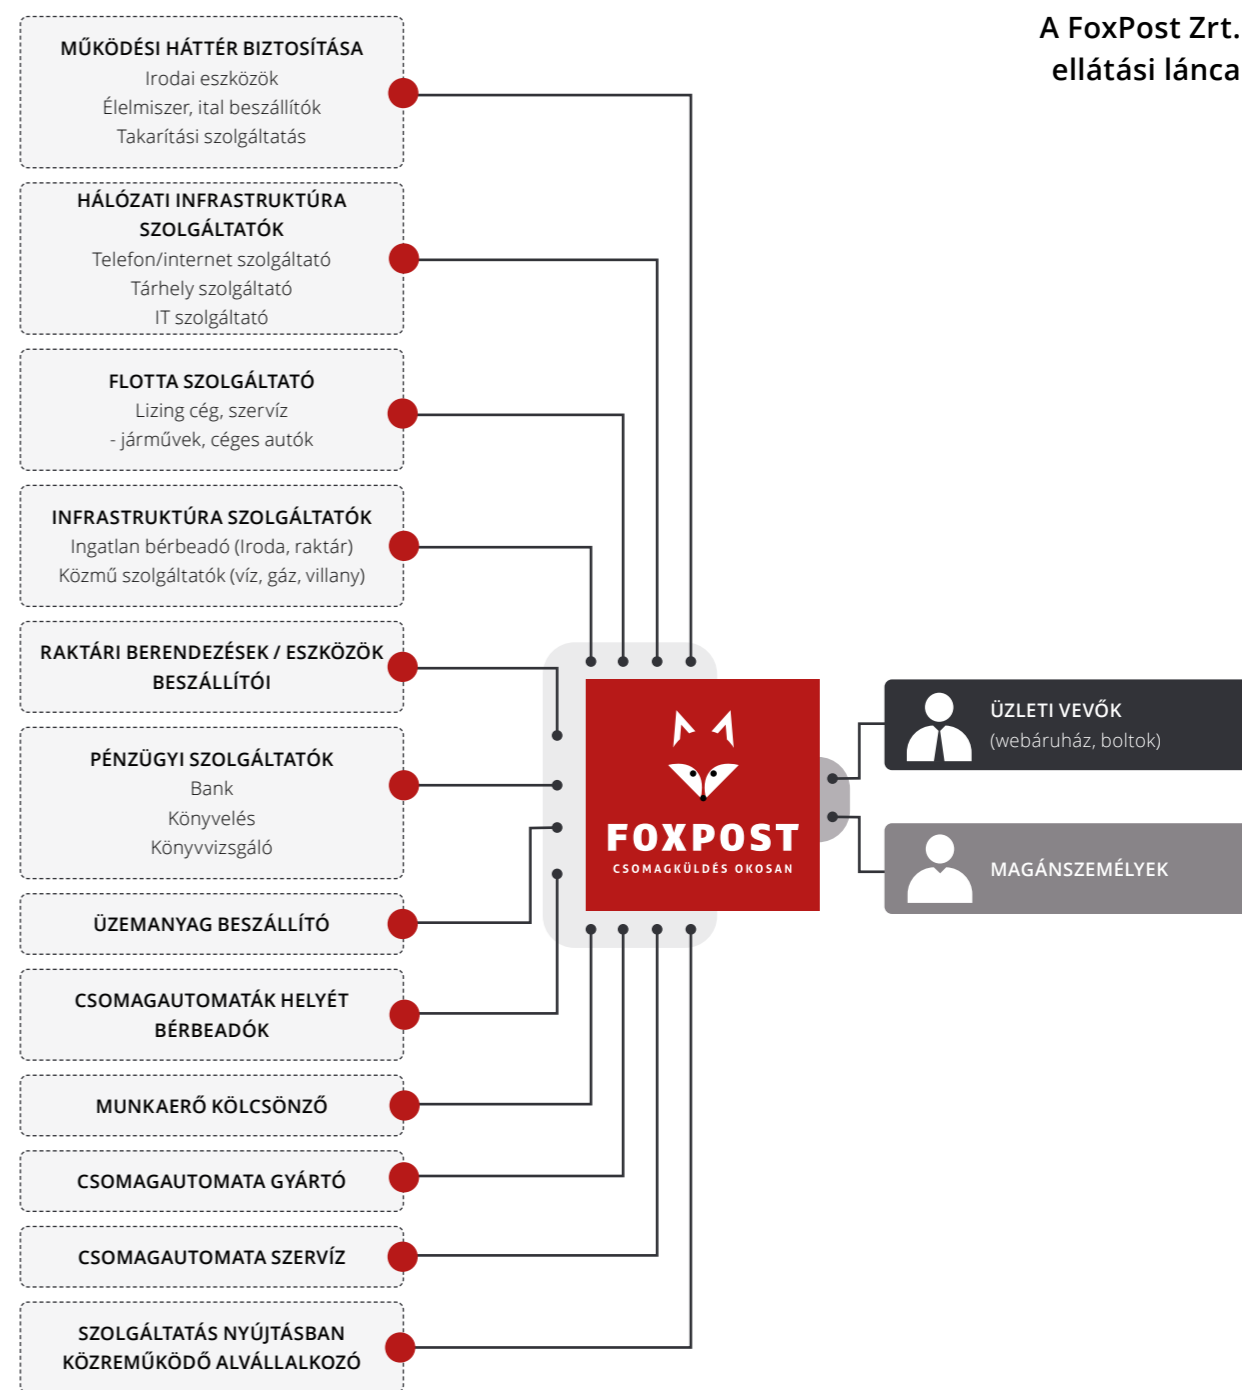 A FoxPost Zrt.
ellátási lánca
MŰKÖDÉSI HÁTTÉR BIZTOSÍTÁSA
Irodai eszközök
Élelmiszer, ital beszállítók
Takarítási szolgáltatás
HÁLÓZATI INFRASTRUKTÚRA
SZOLGÁLTATÓK
Telefon/internet szolgáltató
Tárhely szolgáltató
IT szolgáltató
FLOTTA SZOLGÁLTATÓ
Lizing cég, szervíz
- járművek, céges autók
INFRASTRUKTÚRA SZOLGÁLTATÓK
Ingatlan bérbeadó (Iroda, raktár)
Közmű szolgáltatók (víz, gáz, villany)
RAKTÁRI BERENDEZÉSEK / ESZKÖZÖK
BESZÁLLÍTÓI
PÉNZÜGYI SZOLGÁLTATÓK
Bank
Könyvelés
Könyvvizsgáló
ÜZEMANYAG BESZÁLLÍTÓ
CSOMAGAUTOMATÁK HELYÉT
BÉRBEADÓK
MUNKAERŐ KÖLCSÖNZŐ
CSOMAGAUTOMATA GYÁRTÓ
CSOMAGAUTOMATA SZERVÍZ
SZOLGÁLTATÁS NYÚJTÁSBAN
KÖZREMŰKÖDŐ ALVÁLLALKOZÓ
FOXPOST
CSOMAGKÜLDÉS OKOSAN
ÜZLETI VEVŐK
(webáruház, boltok)
MAGÁNSZEMÉLYEK